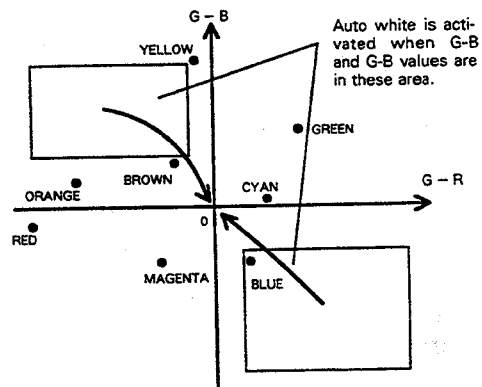 G – B
YELLOW
Auto white is acti-
vated when G-B
and G-B values are
in these area.
GREEN
BROWN
ORANGE
CYAN
G – R
0
RED
MAGENTA
BLUE